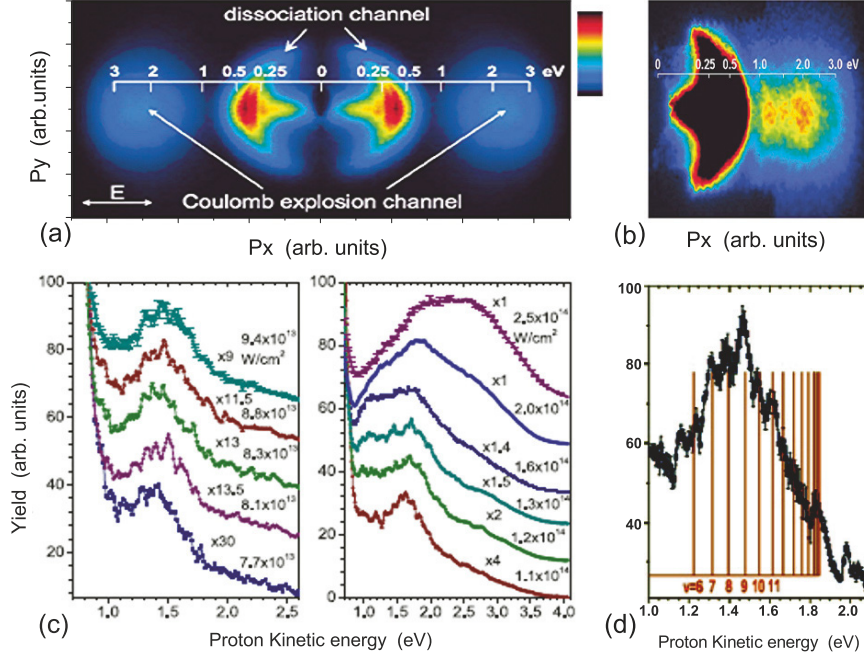 dissociation channel
3 2 1 0.5 0.25 0 0.25 0.5 1 2 3 eV
E
Coulomb explosion channel
Py (arb.units)
(a)
Px (arb. units)
0 0.25 0.5 1.0 2.0 3.0 eV
(b)
Px (arb. units)
Yield (arb. units)
100
80
60
40
20
x9
9.4x10¹³
W/cm²
x11.5
8.8x10¹³
x13
8.3x10¹³
x13.5
8.1x10¹³
x30
7.7x10¹³
1.0 1.5 2.0 2.5
(c)
100
80
60
40
20
0
x1
2.5x10¹⁴
W/cm²
x1
2.0x10¹⁴
x1.4
1.6x10¹⁴
x1.5
1.3x10¹⁴
x2
1.2x10¹⁴
x4
1.1x10¹⁴
1.0 1.5 2.0 2.5 3.0 3.5 4.0
Proton Kinetic energy (eV)
100
80
60
40
v=6 7 8 9 10 11
1.0 1.2 1.4 1.6 1.8 2.0
(d)
Proton Kinetic energy (eV)